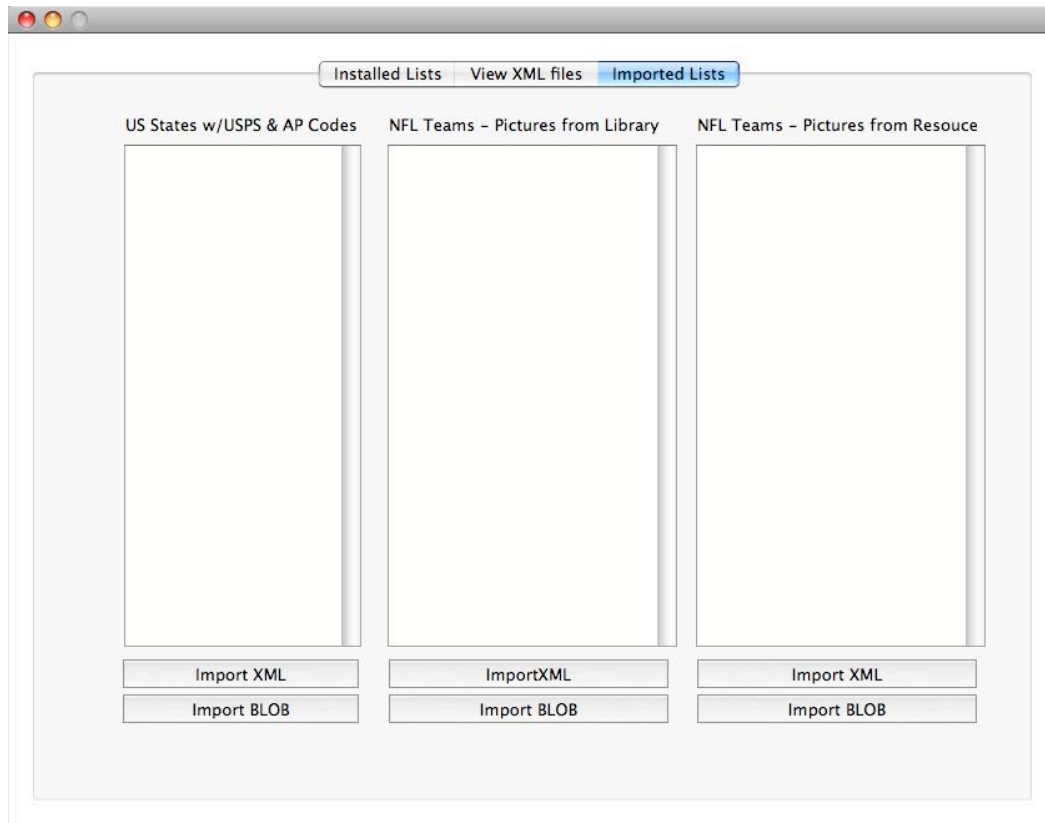 Installed Lists View XML files Imported Lists
US States w/USPS & AP Codes NFL Teams – Pictures from Library NFL Teams – Pictures from Resouce
Import XML ImportXML Import XML
Import BLOB Import BLOB Import BLOB